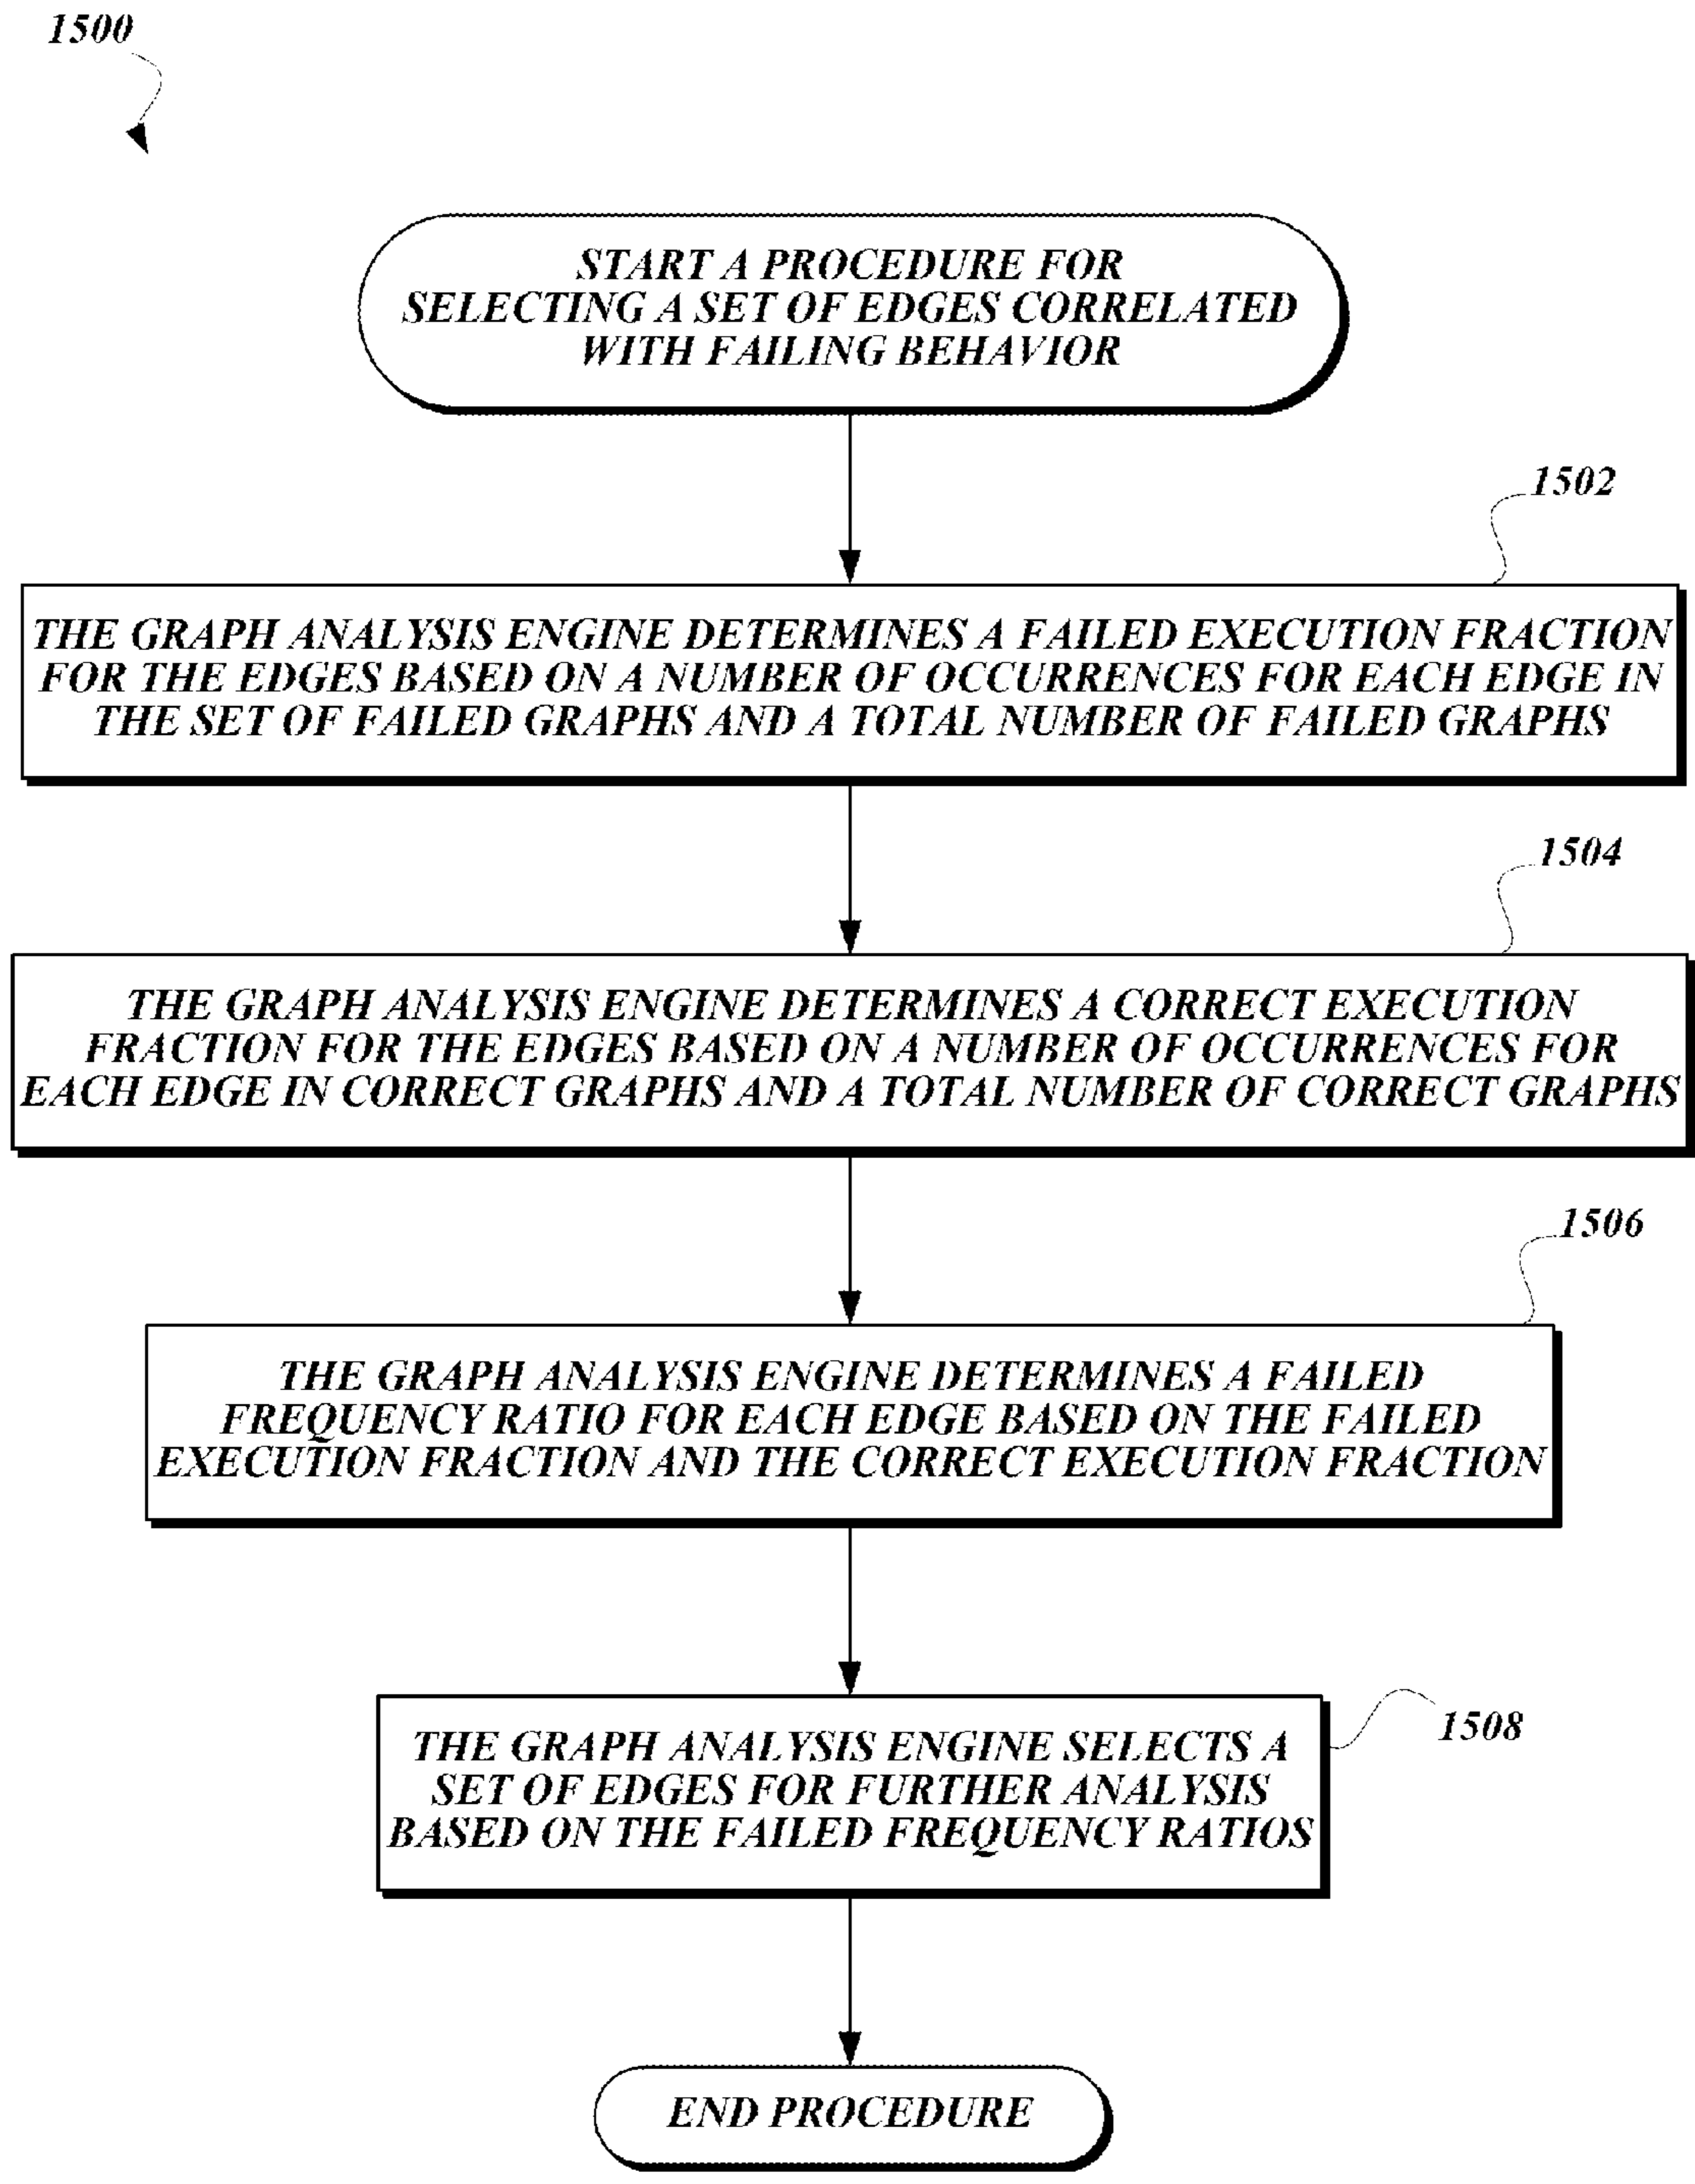 1500
START A PROCEDURE FOR
SELECTING A SET OF EDGES CORRELATED
WITH FAILING BEHAVIOR
1502
THE GRAPH ANALYSIS ENGINE DETERMINES A FAILED EXECUTION FRACTION
FOR THE EDGES BASED ON A NUMBER OF OCCURRENCES FOR EACH EDGE IN
THE SET OF FAILED GRAPHS AND A TOTAL NUMBER OF FAILED GRAPHS
1504
THE GRAPH ANALYSIS ENGINE DETERMINES A CORRECT EXECUTION
FRACTION FOR THE EDGES BASED ON A NUMBER OF OCCURRENCES FOR
EACH EDGE IN CORRECT GRAPHS AND A TOTAL NUMBER OF CORRECT GRAPHS
1506
THE GRAPH ANALYSIS ENGINE DETERMINES A FAILED
FREQUENCY RATIO FOR EACH EDGE BASED ON THE FAILED
EXECUTION FRACTION AND THE CORRECT EXECUTION FRACTION
1508
THE GRAPH ANALYSIS ENGINE SELECTS A
SET OF EDGES FOR FURTHER ANALYSIS
BASED ON THE FAILED FREQUENCY RATIOS
END PROCEDURE